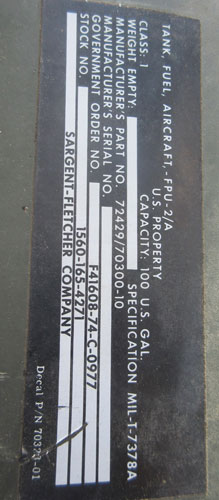 TANK, FUEL, AIRCRAFT, - FPU-2/A
U.S. PROPERTY
CLASS: 1 CAPACITY: 100 U.S. GAL.
WEIGHT EMPTY: SPECIFICATION MIL-T-7378A
MANUFACTURER'S PART NO. 72429/70300-10
MANUFACTURER'S SERIAL NO.
GOVERNMENT ORDER NO. F41608-74-C-0977
STOCK NO. 1560-165-4271
SARGENT-FLETCHER COMPANY
Decal P/N 70323-01